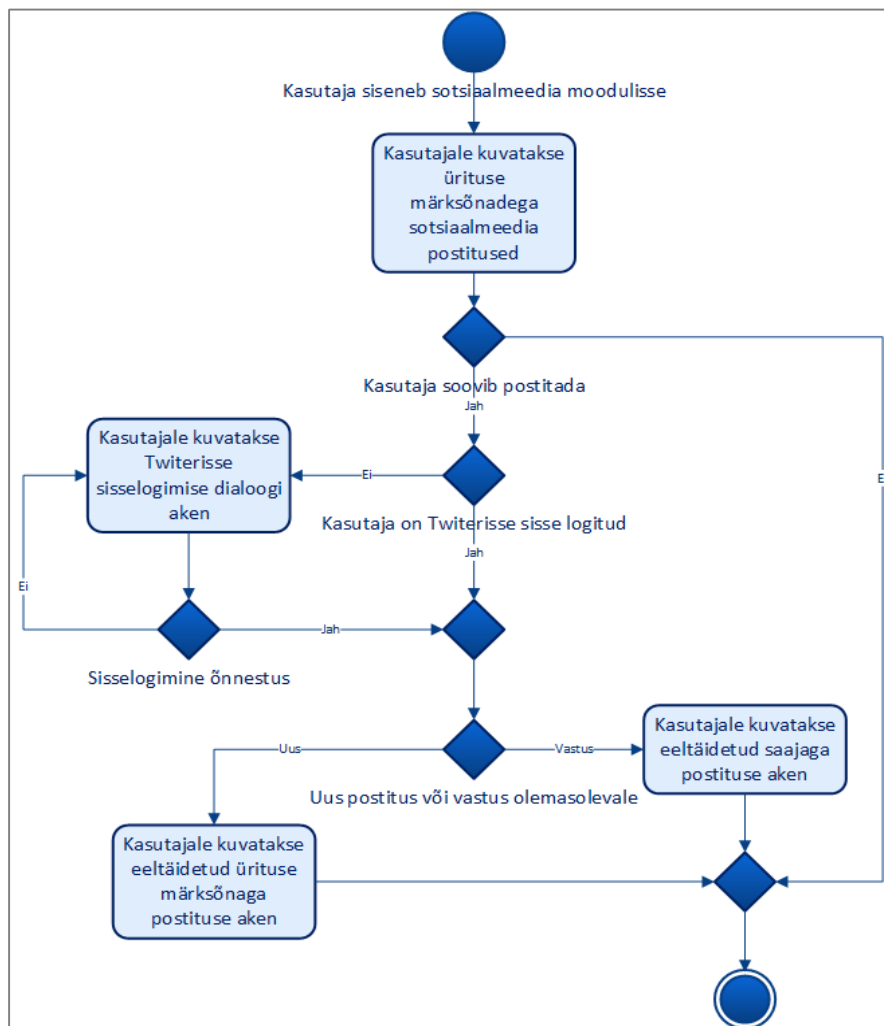 Kasutaja siseneb sotsiaalmeedia moodulisse
Kasutajale kuvatakse
ürituse
märksõnadega
sotsiaalmeedia
postitused
Kasutaja soovib postitada
Jah
Kasutajale kuvatakse
Twiterisse
sisselogimise dialoogi
aken
Ei
E
Kasutaja on Twiterisse sisse logitud
Jah
Ei
Jah
Sisselogimine õnnestus
Uus
Vastus
Kasutajale kuvatakse
eeltäidetud saajaga
postituse aken
Uus postitus või vastus olemasolevale
Kasutajale kuvatakse
eeltäidetud ürituse
märksõnaga
postituse aken